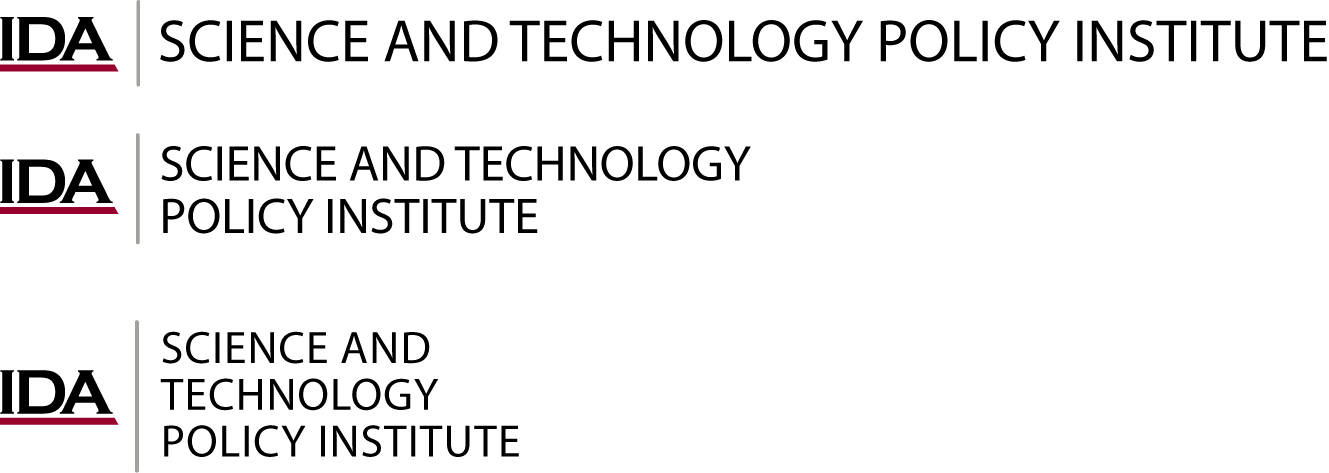 IDA SCIENCE AND TECHNOLOGY POLICY INSTITUTE
IDA SCIENCE AND TECHNOLOGY
POLICY INSTITUTE
SCIENCE AND
IDA TECHNOLOGY
POLICY INSTITUTE